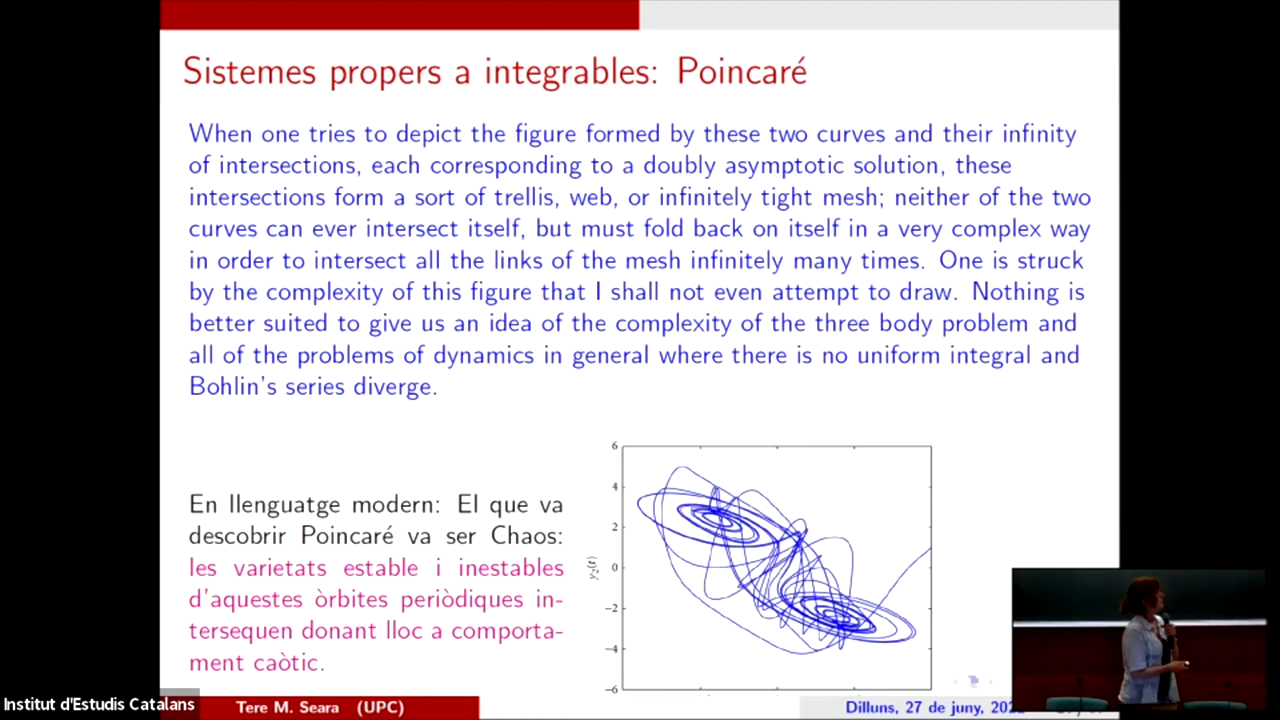 Sistemes propers a integrables: Poincaré
When one tries to depict the figure formed by these two curves and their infinity
of intersections, each corresponding to a doubly asymptotic solution, these
intersections form a sort of trellis, web, or infinitely tight mesh; neither of the two
curves can ever intersect itself, but must fold back on itself in a very complex way
in order to intersect all the links of the mesh infinitely many times. One is struck
by the complexity of this figure that I shall not even attempt to draw. Nothing is
better suited to give us an idea of the complexity of the three body problem and
all of the problems of dynamics in general where there is no uniform integral and
Bohlin's series diverge.
En llenguatge modern: El que va
descobrir Poincaré va ser Chaos:
les varietats estable i inestables
d'aquestes òrbites periòdiques in-
tersequen donant lloc a comporta-
ment caòtic.
6
4
2
0
−2
−4
−6
y₂(t)
Institut d'Estudis Catalans
Tere M. Seara (UPC)
Dilluns, 27 de juny,